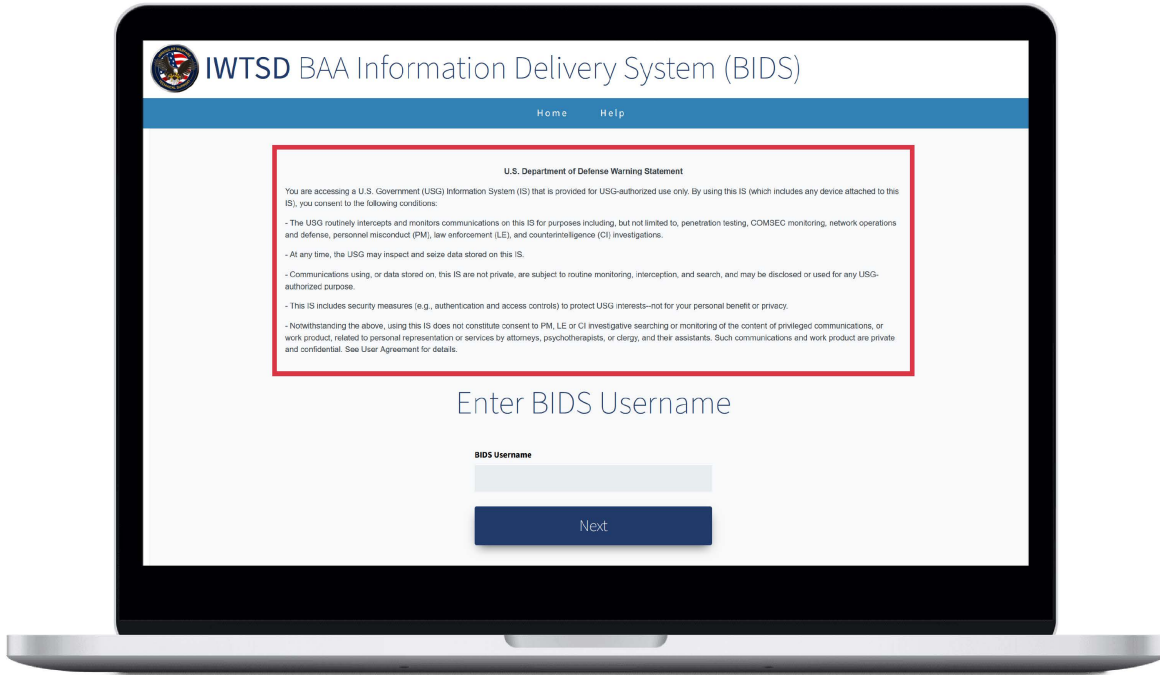 IWTSD BAA Information Delivery System (BIDS)
Home Help
U.S. Department of Defense Warning Statement
You are accessing a U.S. Government (USG) Information System (IS) that is provided for USG-authorized use only. By using this IS (which includes any device attached to this
IS), you consent to the following conditions:
- The USG routinely intercepts and monitors communications on this IS for purposes including, but not limited to, penetration testing, COMSEC monitoring, network operations
and defense, personnel misconduct (PM), law enforcement (LE), and counterintelligence (CI) investigations.
- At any time, the USG may inspect and seize data stored on this IS.
- Communications using, or data stored on, this IS are not private, are subject to routine monitoring, interception, and search, and may be disclosed or used for any USG-
authorized purpose.
- This IS includes security measures (e.g., authentication and access controls) to protect USG interests--not for your personal benefit or privacy.
- Notwithstanding the above, using this IS does not constitute consent to PM, LE or CI investigative searching or monitoring of the content of privileged communications, or
work product, related to personal representation or services by attorneys, psychotherapists, or clergy, and their assistants. Such communications and work product are private
and confidential. See User Agreement for details.
Enter BIDS Username
BIDS Username
Next